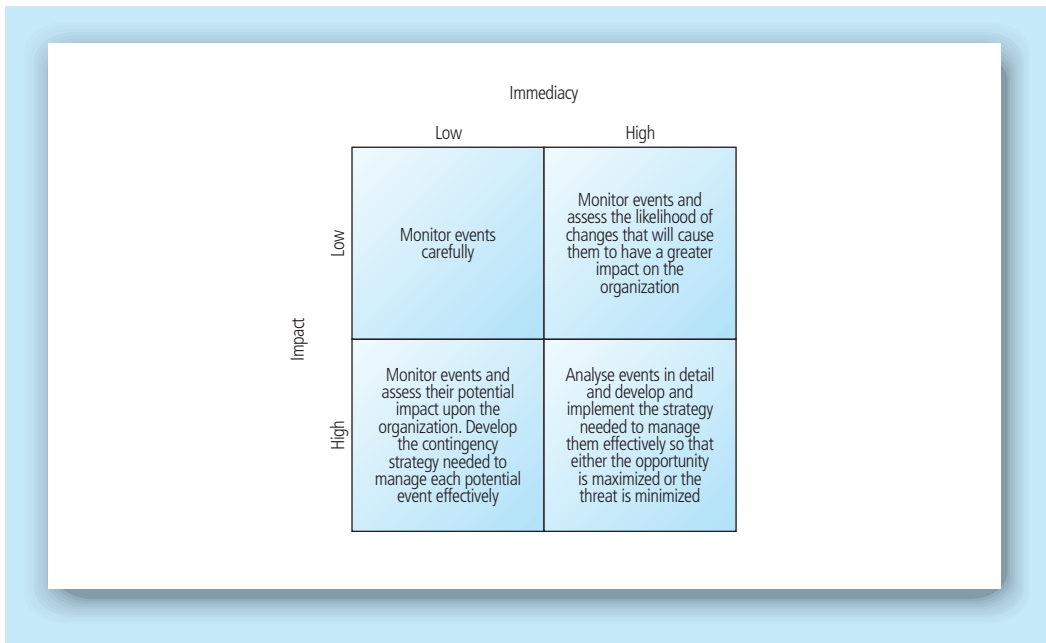 Immediacy
Low
High
Impact
Low
Monitor events
carefully
Monitor events and
assess the likelihood of
changes that will cause
them to have a greater
impact on the
organization
High
Monitor events and
assess their potential
impact upon the
organization. Develop
the contingency
strategy needed to
manage each potential
event effectively
Analyse events in detail
and develop and
implement the strategy
needed to manage
them effectively so that
either the opportunity
is maximized or the
threat is minimized